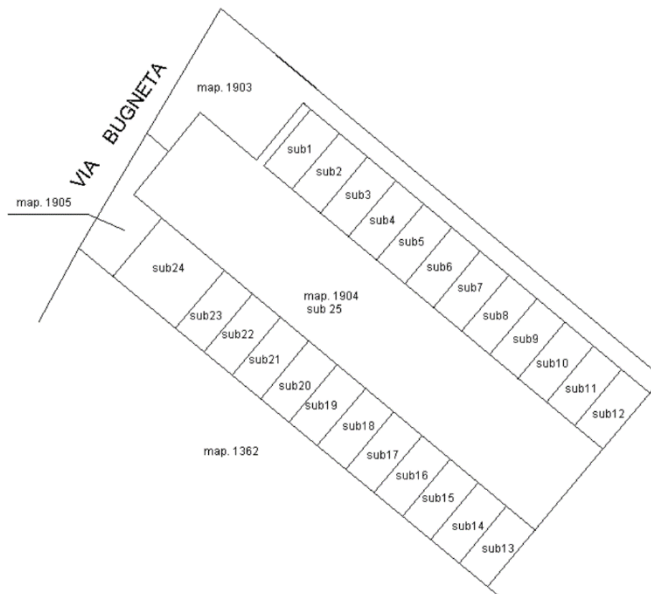 VIA BUGNETA
map. 1903
map. 1905
sub1
sub2
sub3
sub4
sub5
sub6
sub7
sub8
sub9
sub10
sub11
sub12
map. 1904
sub 25
sub24
sub23
sub22
sub21
sub20
sub19
sub18
sub17
sub16
sub15
sub14
sub13
map. 1362